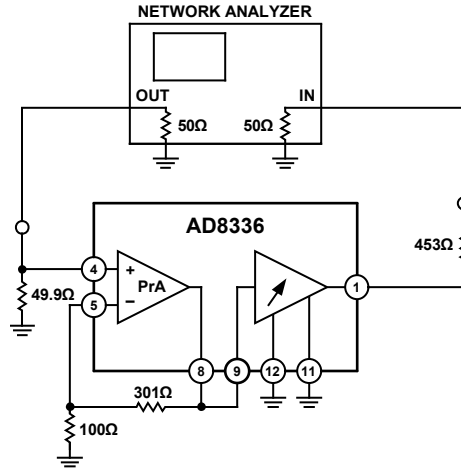 NETWORK ANALYZER
OUT
IN
50Ω
50Ω
AD8336
453Ω
4
+
PrA
1
49.9Ω
5
−
8
9
12
11
301Ω
100Ω